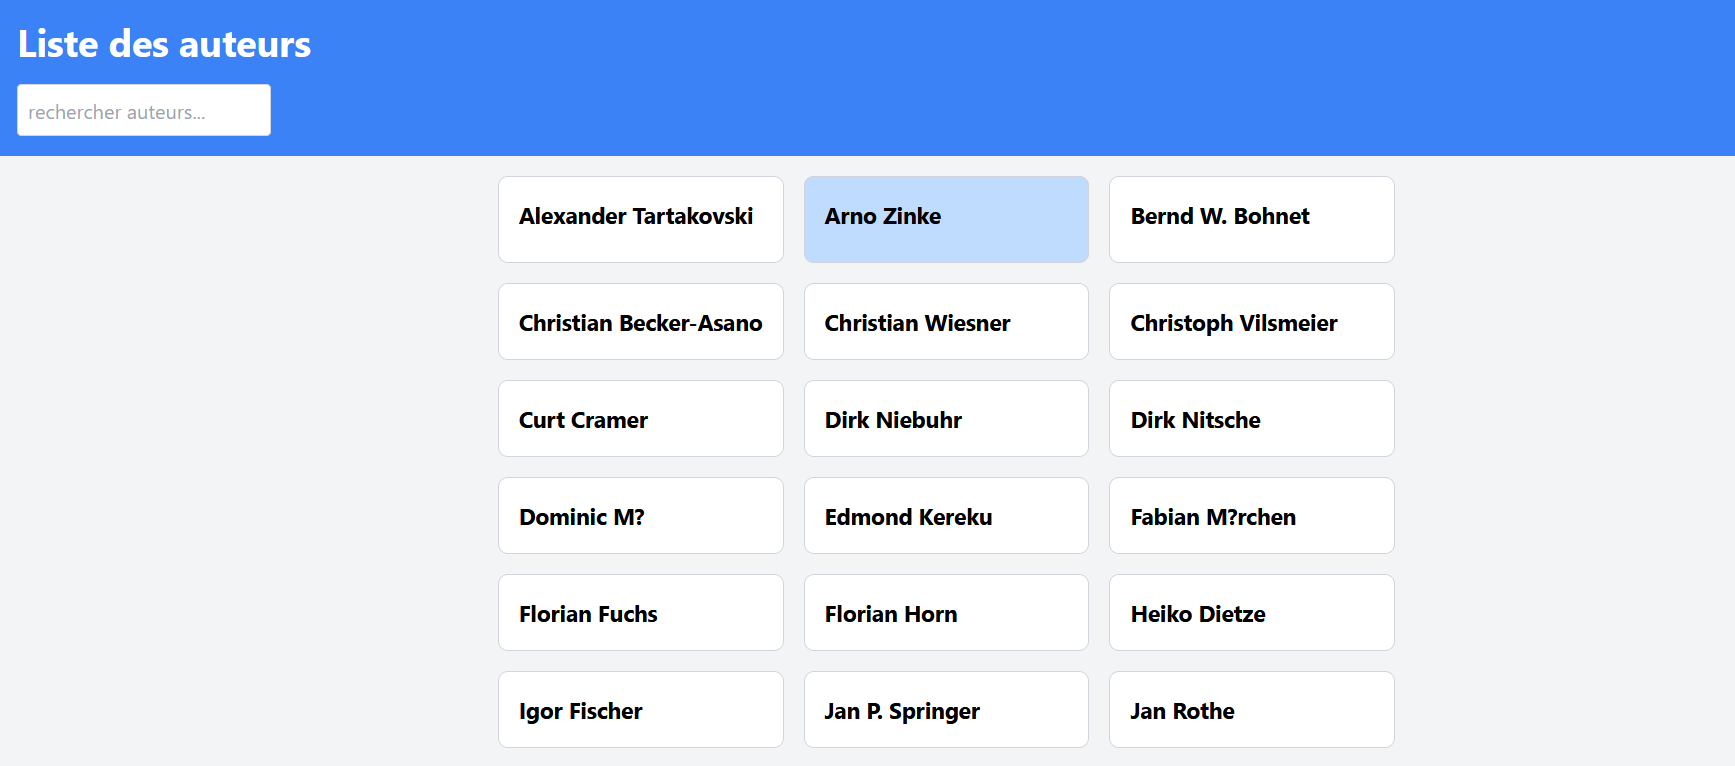 Liste des auteurs
rechercher auteurs...
Alexander Tartakovski
Arno Zinke
Bernd W. Bohnet
Christian Becker-Asano
Christian Wiesner
Christoph Vilsmeier
Curt Cramer
Dirk Niebuhr
Dirk Nitsche
Dominic M?
Edmond Kereku
Fabian M?rchen
Florian Fuchs
Florian Horn
Heiko Dietze
Igor Fischer
Jan P. Springer
Jan Rothe